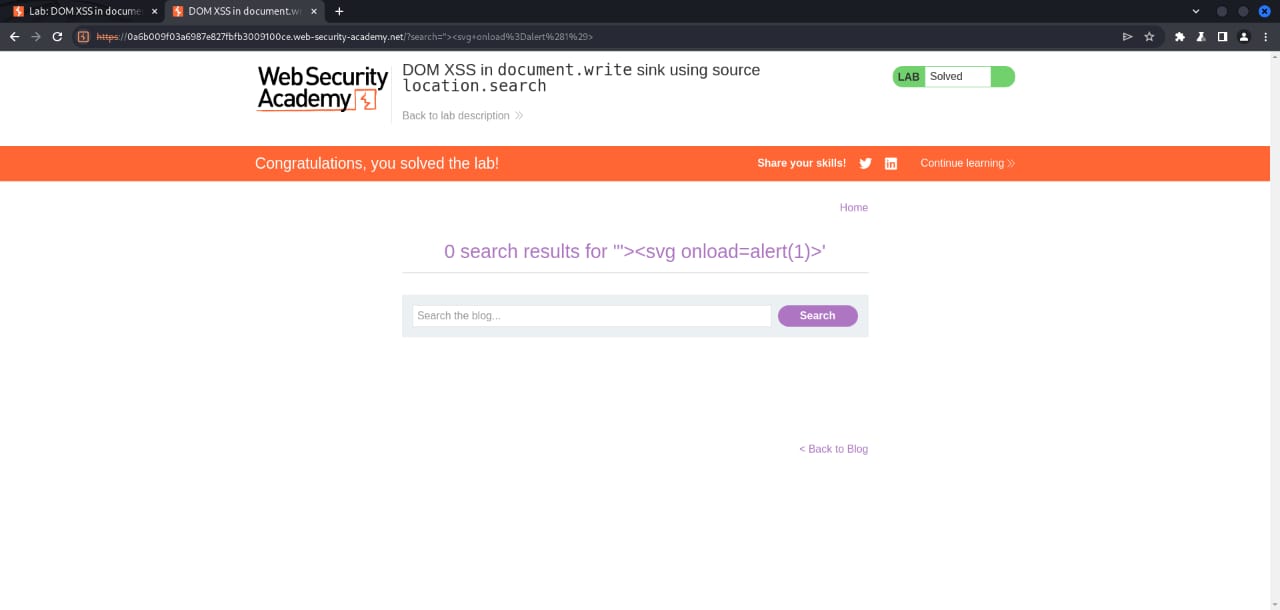 Lab: DOM XSS in docume
DOM XSS in document.wr
https://0a6b009f03a6987e827fbfb3009100ce.web-security-academy.net/?search="><svg+onload%3Dalert%281%29>
WebSecurity
Academy
DOM XSS in document.write sink using source
location.search
Back to lab description
LAB Solved
Congratulations, you solved the lab!
Share your skills!
Continue learning
Home
0 search results for '"><svg onload=alert(1)>'
Search the blog...
Search
< Back to Blog